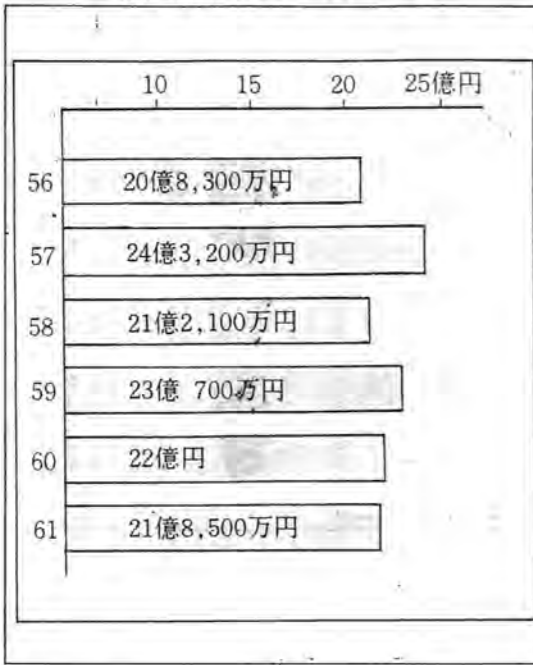 10 15 20 25億円
56 20億8,300万円
57 24億3,200万円
58 21億2,100万円
59 23億 700万円
60 22億円
61 21億8,500万円